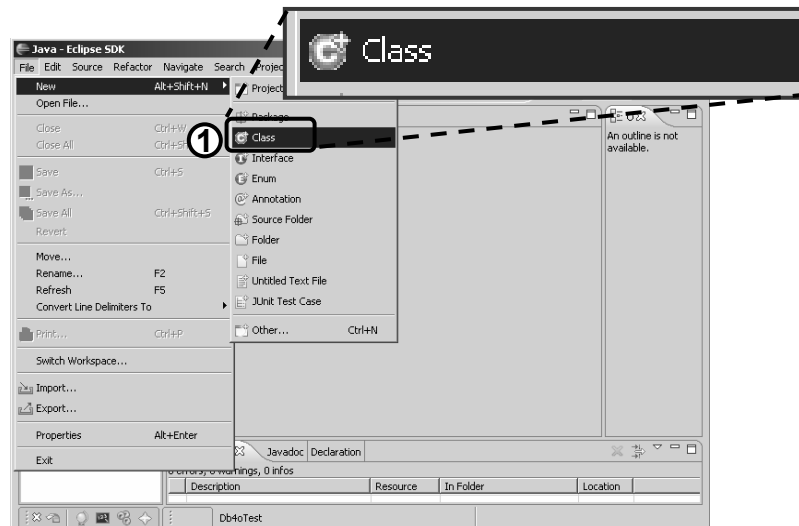 Class
Java - Eclipse SDK
File Edit Source Refactor Navigate Search Project
New Alt+Shift+N
Open File...
Close Ctrl+W
Close All
Save Ctrl+S
Save As...
Save All Ctrl+Shift+S
Revert
Move...
Rename... F2
Refresh F5
Convert Line Delimiters To
Print... Ctrl+P
Switch Workspace...
Import...
Export...
Properties Alt+Enter
Exit
Project
Package
1
Class
Interface
Enum
Annotation
Source Folder
Folder
File
Untitled Text File
JUnit Test Case
Other... Ctrl+N
An outline is not
available.
Javadoc Declaration
0 errors, 0 warnings, 0 infos
Description Resource In Folder Location
Db4oTest